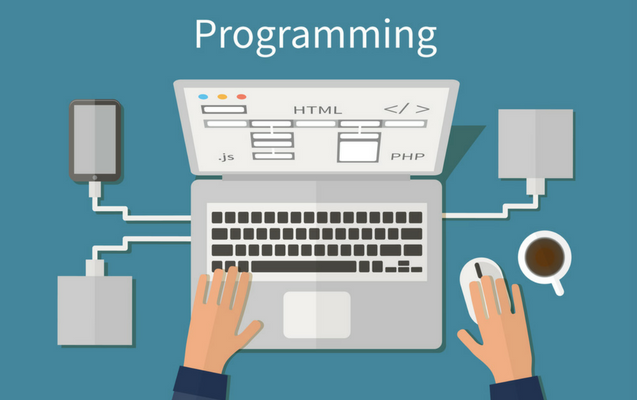 Programming
HTML
</>
.js
PHP